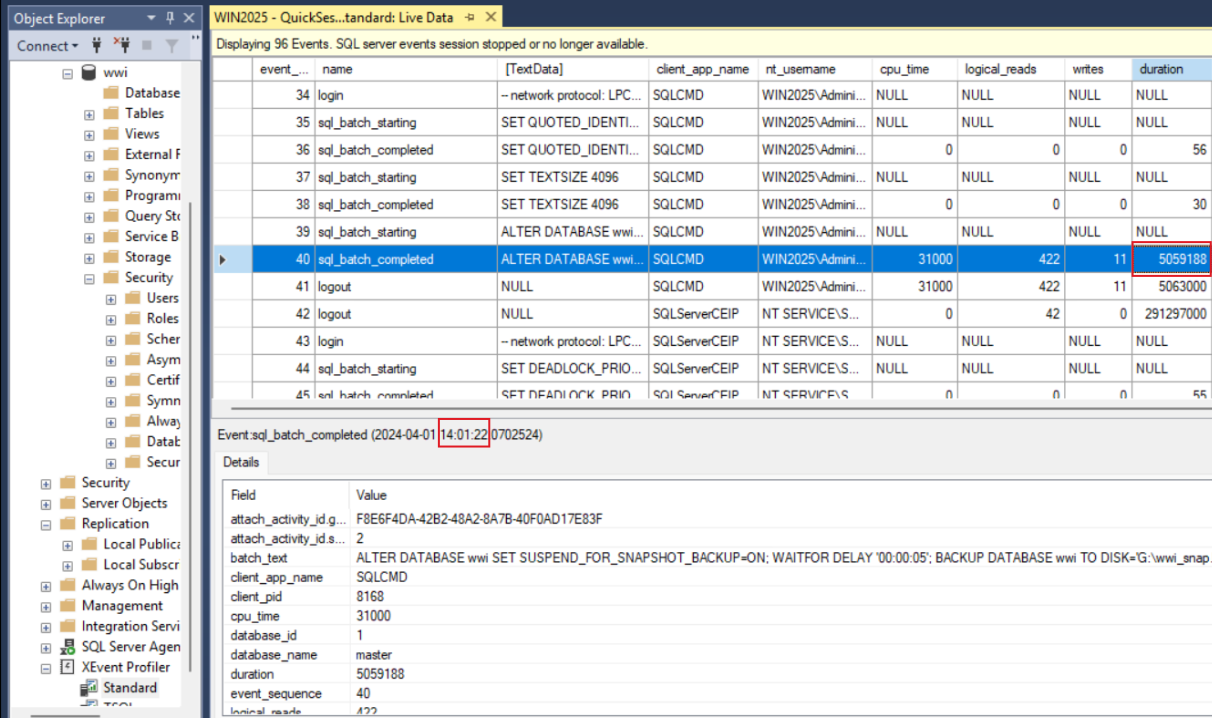 Object Explorer
Connect
wwi
Database
Tables
Views
External F
Synonym
Program
Query Sto
Service B
Storage
Security
Users
Roles
Scher
Asym
Certif
Symn
Alway
Datab
Secur
Security
Server Objects
Replication
Local Publica
Local Subscr
Always On High
Management
Integration Servi
SQL Server Agen
XEvent Profiler
Standard
TSQL
WIN2025 - QuickSes...tandard: Live Data
Displaying 96 Events. SQL server events session stopped or no longer available.
event_... name [TextData] client_app_name nt_username cpu_time logical_reads writes duration
34 login -- network protocol: LPC... SQLCMD WIN2025\Admini... NULL NULL NULL NULL
35 sql_batch_starting SET QUOTED_IDENTI... SQLCMD WIN2025\Admini... NULL NULL NULL NULL
36 sql_batch_completed SET QUOTED_IDENTI... SQLCMD WIN2025\Admini... 0 0 0 56
37 sql_batch_starting SET TEXTSIZE 4096 SQLCMD WIN2025\Admini... NULL NULL NULL NULL
38 sql_batch_completed SET TEXTSIZE 4096 SQLCMD WIN2025\Admini... 0 0 0 30
39 sql_batch_starting ALTER DATABASE wwi... SQLCMD WIN2025\Admini... NULL NULL NULL NULL
40 sql_batch_completed ALTER DATABASE wwi... SQLCMD WIN2025\Admini... 31000 422 11 5059188
41 logout NULL SQLCMD WIN2025\Admini... 31000 422 11 5063000
42 logout NULL SQLServerCEIP NT SERVICE\S... 0 42 0 291297000
43 login -- network protocol: LPC... SQLServerCEIP NT SERVICE\S... NULL NULL NULL NULL
44 sql_batch_starting SET DEADLOCK_PRIO... SQLServerCEIP NT SERVICE\S... NULL NULL NULL NULL
45 sql_batch_completed SET DEADLOCK_PRIO... SQLServerCEIP NT SERVICE\S... 0 0 0 55
Event:sql_batch_completed (2024-04-01 14:01:22.0702524)
Details
Field Value
attach_activity_id.g... F8E6F4DA-42B2-48A2-8A7B-40F0AD17E83F
attach_activity_id.s... 2
batch_text ALTER DATABASE wwi SET SUSPEND_FOR_SNAPSHOT_BACKUP=ON; WAITFOR DELAY '00:00:05'; BACKUP DATABASE wwi TO DISK='G:\wwi_snap.
client_app_name SQLCMD
client_pid 8168
cpu_time 31000
database_id 1
database_name master
duration 5059188
event_sequence 40
logical_reads 422